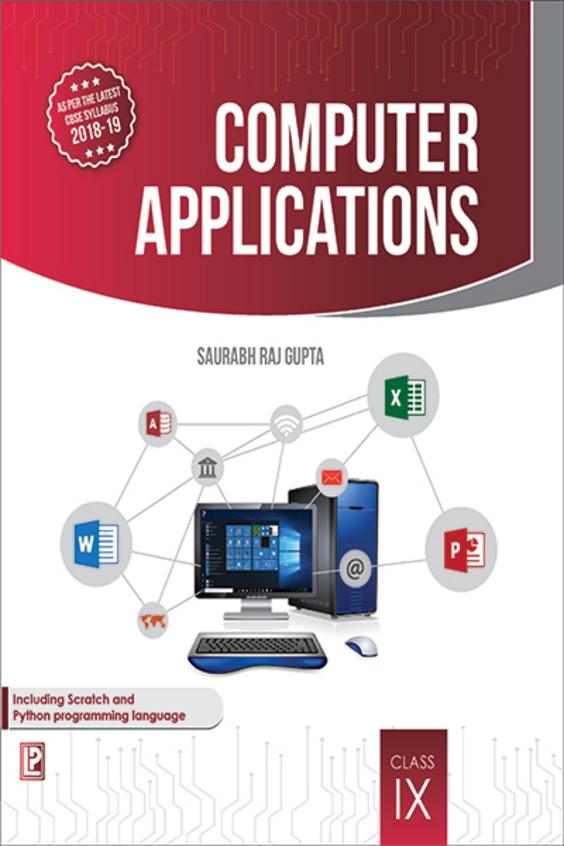 AS PER THE LATEST
CBSE SYLLABUS
2018-19
COMPUTER
APPLICATIONS
SAURABH RAJ GUPTA
A
X
W
P
@
Including Scratch and
Python programming language
LP
CLASS
IX